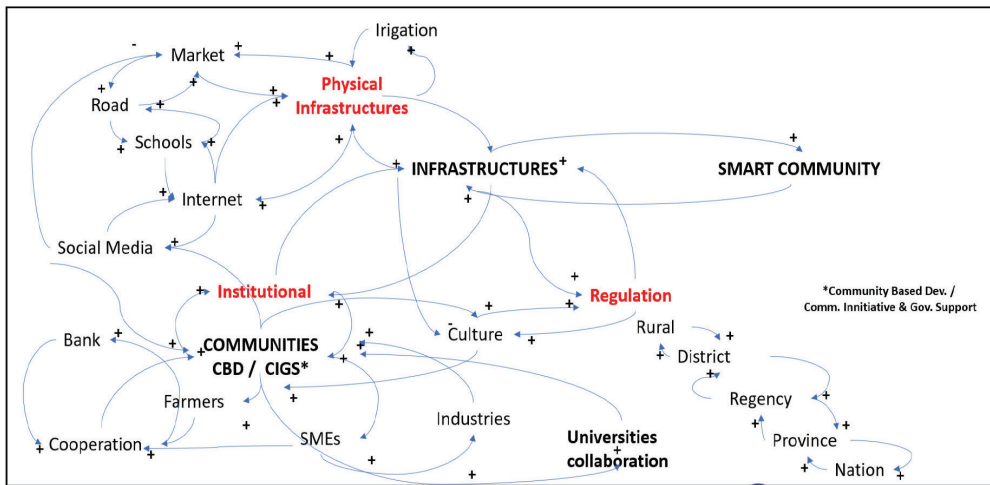 Irigation
Market
Physical
Infrastructures
Road
Schools
INFRASTRUCTURES
SMART COMMUNITY
Internet
Social Media
Institutional
Regulation
*Community Based Dev. /
Comm. Innitiative & Gov. Support
Bank
COMMUNITIES
CBD / CIGS*
Culture
Rural
District
Farmers
Regency
Industries
Cooperation
SMEs
Universities
collaboration
Province
Nation